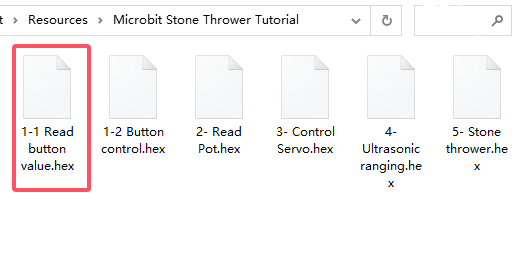 t > Resources > Microbit Stone Thrower Tutorial
1-1 Read
button
value.hex
1-2 Button
control.hex
2- Read
Pot.hex
3- Control
Servo.hex
4-
Ultrasonic
ranging.he
x
5- Stone
thrower.he
x